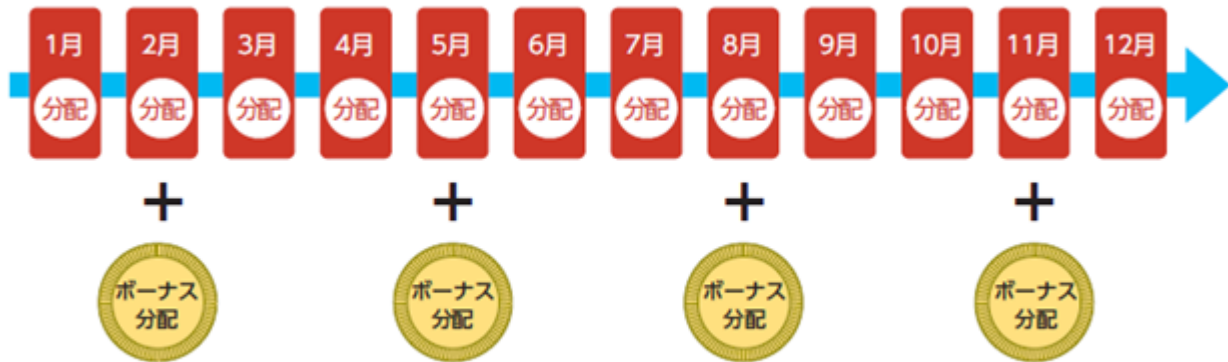 1月 2月 3月 4月 5月 6月 7月 8月 9月 10月 11月 12月
分配 分配 分配 分配 分配 分配 分配 分配 分配 分配 分配 分配
+ + + +
ボーナス ボーナス ボーナス ボーナス
分配 分配 分配 分配